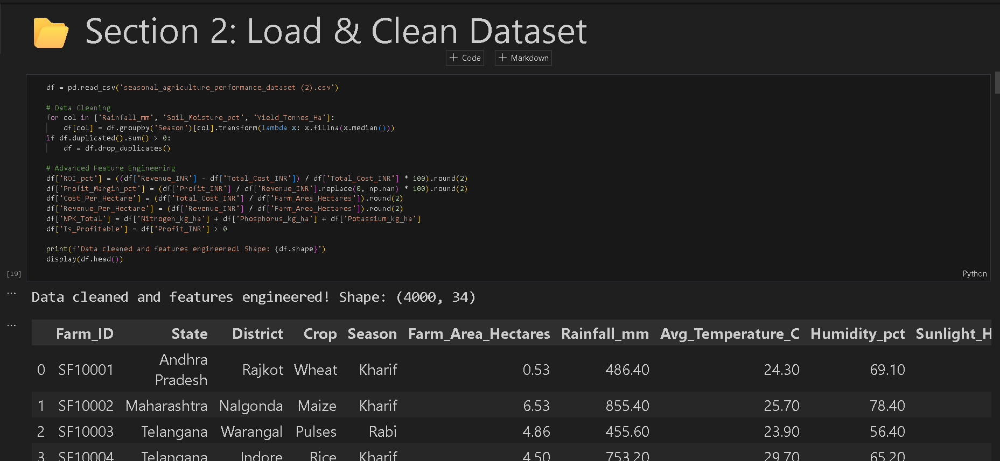 Section 2: Load & Clean Dataset
+ Code + Markdown
df = pd.read_csv('seasonal_agriculture_performance_dataset (2).csv')
# Data Cleaning
for col in ['Rainfall_mm', 'Soil_Moisture_pct', 'Yield_Tonnes_Ha']:
    df[col] = df.groupby('Season')[col].transform(lambda x: x.fillna(x.median()))
if df.duplicated().sum() > 0:
    df = df.drop_duplicates()
# Advanced Feature Engineering
df['ROI_pct'] = ((df['Revenue_INR'] - df['Total_Cost_INR']) / df['Total_Cost_INR'] * 100).round(2)
df['Profit_Margin_pct'] = (df['Profit_INR'] / df['Revenue_INR'].replace(0, np.nan) * 100).round(2)
df['Cost_Per_Hectare'] = (df['Total_Cost_INR'] / df['Farm_Area_Hectares']).round(2)
df['Revenue_Per_Hectare'] = (df['Revenue_INR'] / df['Farm_Area_Hectares']).round(2)
df['NPK_Total'] = df['Nitrogen_kg_ha'] + df['Phosphorus_kg_ha'] + df['Potassium_kg_ha']
df['Is_Profitable'] = df['Profit_INR'] > 0
print(f'Data cleaned and features engineered! Shape: {df.shape}')
display(df.head())
[19] Python
... Data cleaned and features engineered! Shape: (4000, 34)
...
Farm_ID State District Crop Season Farm_Area_Hectares Rainfall_mm Avg_Temperature_C Humidity_pct Sunlight_H
0 SF10001 Andhra Pradesh Rajkot Wheat Kharif 0.53 486.40 24.30 69.10
1 SF10002 Maharashtra Nalgonda Maize Kharif 6.53 855.40 25.70 78.40
2 SF10003 Telangana Warangal Pulses Rabi 4.86 455.60 23.90 56.40
3 SF10004 Telangana Indore Rice Kharif 4.50 753.20 29.70 65.20